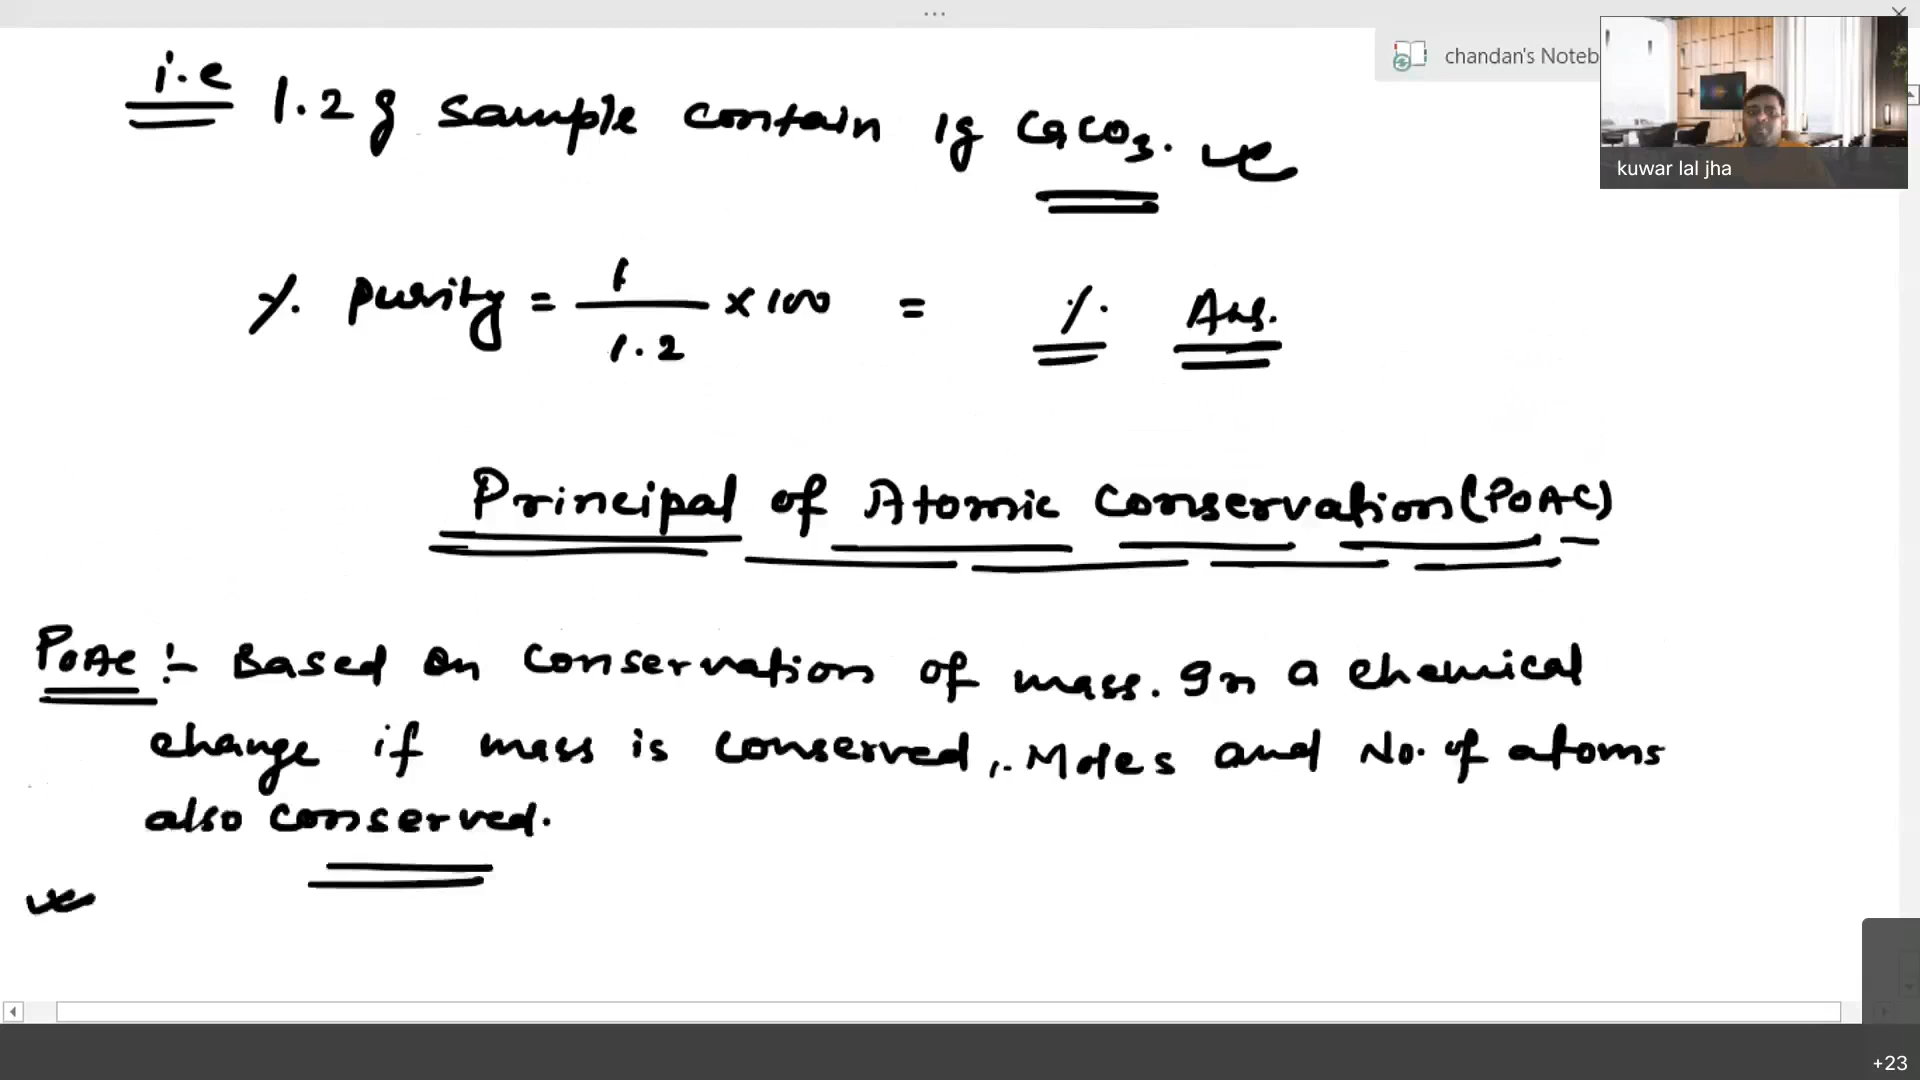 chandan's Noteb
kuwar lal jha
i.e 1.2 g sample contain 1g CaCO3.
%. purity = 1/1.2 × 100 = %. Ans.
Principal of Atomic Conservation(POAC)
POAC :- Based on conservation of mass. In a chemical
change if mass is conserved, Moles and No. of atoms
also conserved.
+23